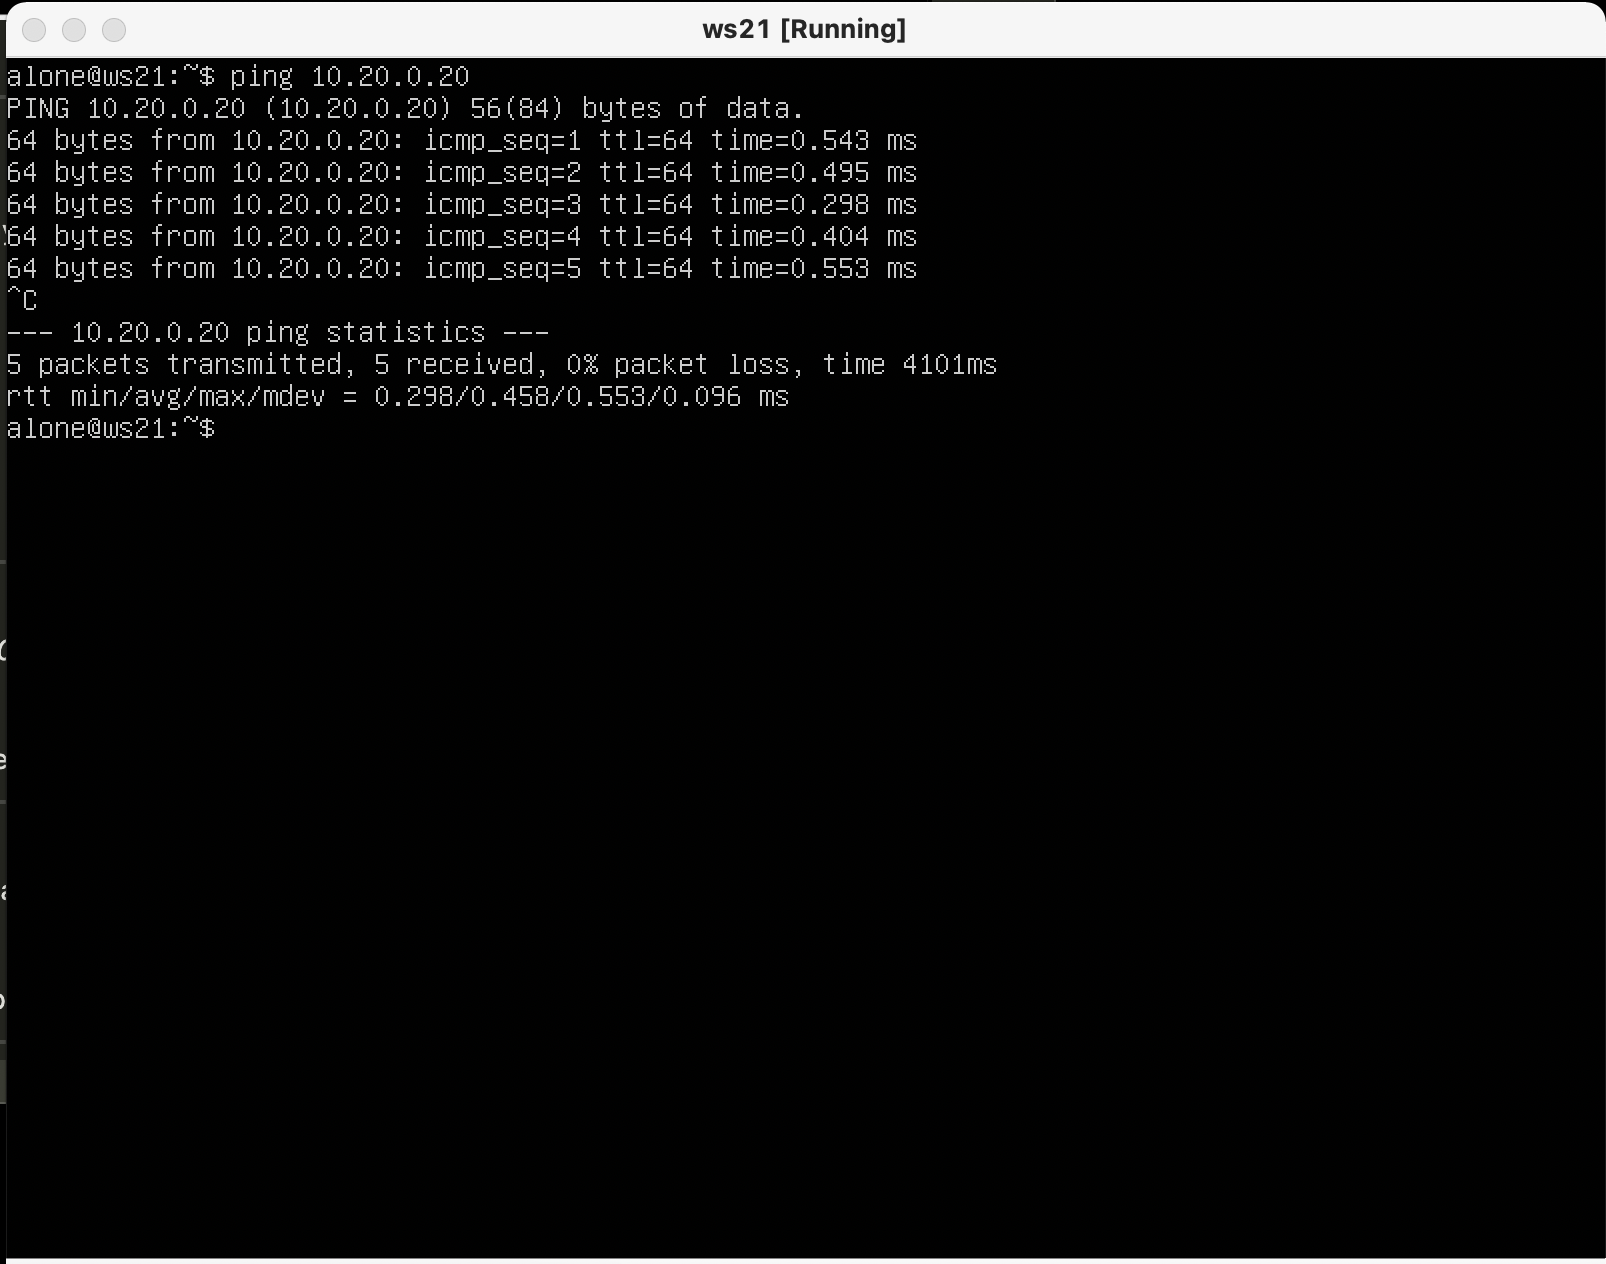 ws21 [Running]
alone@ws21:~$ ping 10.20.0.20
PING 10.20.0.20 (10.20.0.20) 56(84) bytes of data.
64 bytes from 10.20.0.20: icmp_seq=1 ttl=64 time=0.543 ms
64 bytes from 10.20.0.20: icmp_seq=2 ttl=64 time=0.495 ms
64 bytes from 10.20.0.20: icmp_seq=3 ttl=64 time=0.298 ms
64 bytes from 10.20.0.20: icmp_seq=4 ttl=64 time=0.404 ms
64 bytes from 10.20.0.20: icmp_seq=5 ttl=64 time=0.553 ms
^C
--- 10.20.0.20 ping statistics ---
5 packets transmitted, 5 received, 0% packet loss, time 4101ms
rtt min/avg/max/mdev = 0.298/0.458/0.553/0.096 ms
alone@ws21:~$